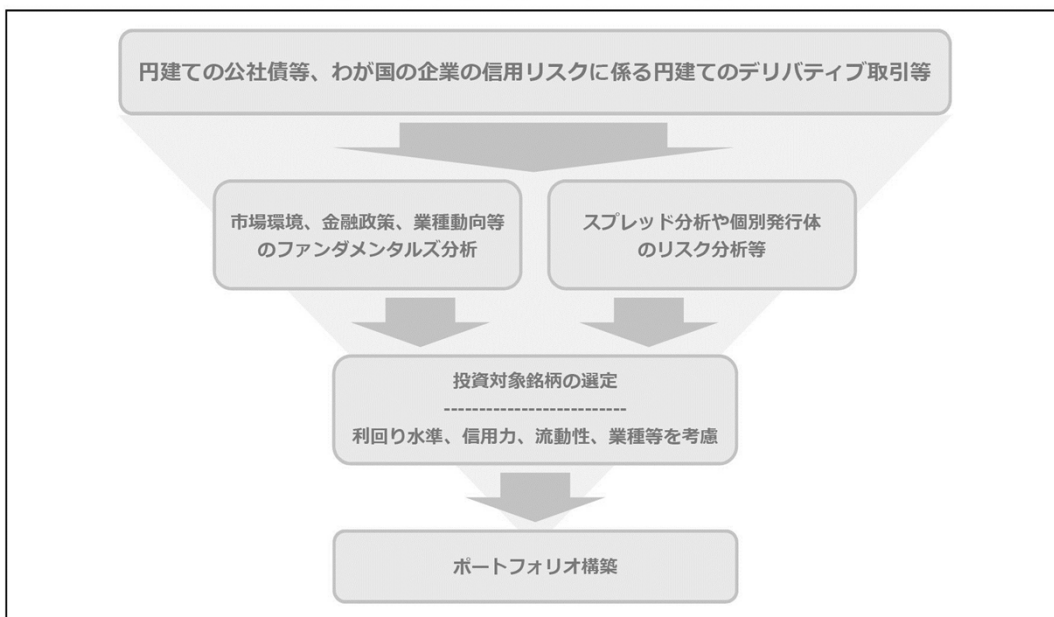 円建ての公社債等、わが国の企業の信用リスクに係る円建てのデリバティブ取引等
市場環境、金融政策、業種動向等
のファンダメンタルズ分析
スプレッド分析や個別発行体
のリスク分析等
投資対象銘柄の選定
--------------------------
利回り水準、信用力、流動性、業種等を考慮
ポートフォリオ構築